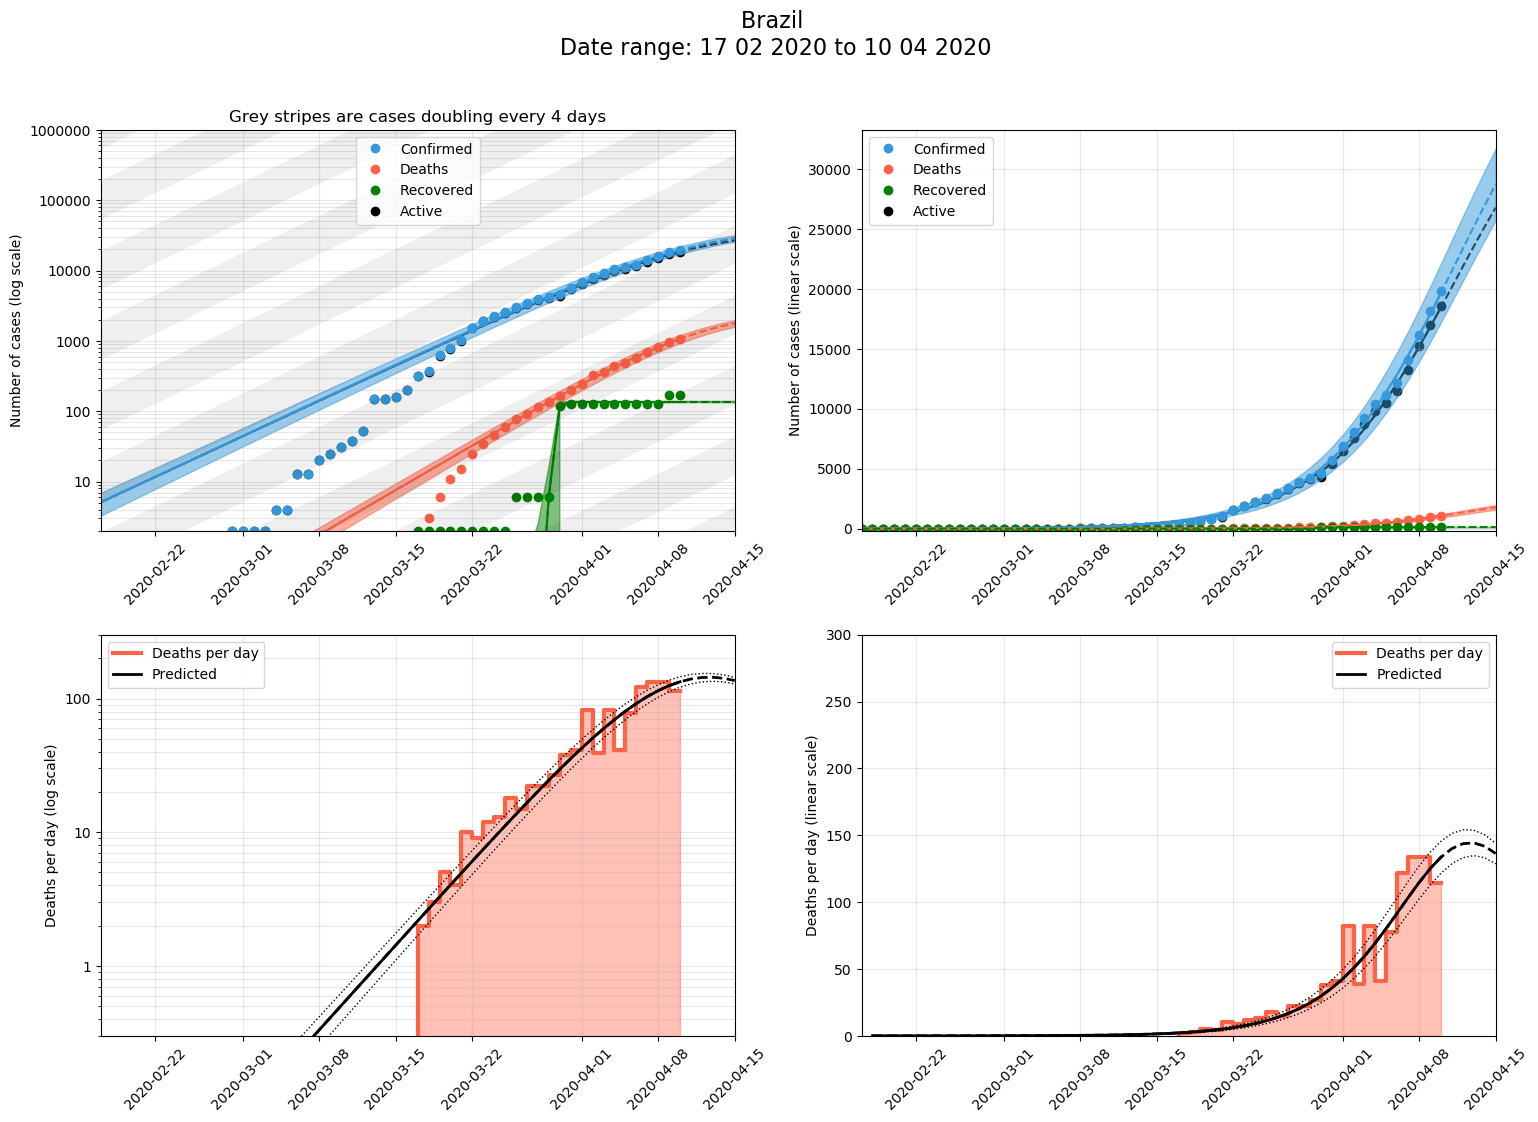 Brazil
Date range: 17 02 2020 to 10 04 2020
Grey stripes are cases doubling every 4 days
Number of cases (log scale)
1000000
100000
10000
1000
100
10
Confirmed
Deaths
Recovered
Active
2020-02-22
2020-03-01
2020-03-08
2020-03-15
2020-03-22
2020-04-01
2020-04-08
2020-04-15
Number of cases (linear scale)
30000
25000
20000
15000
10000
5000
0
Confirmed
Deaths
Recovered
Active
2020-02-22
2020-03-01
2020-03-08
2020-03-15
2020-03-22
2020-04-01
2020-04-08
2020-04-15
Deaths per day (log scale)
100
10
1
Deaths per day
Predicted
2020-02-22
2020-03-01
2020-03-08
2020-03-15
2020-03-22
2020-04-01
2020-04-08
2020-04-15
Deaths per day (linear scale)
300
250
200
150
100
50
0
Deaths per day
Predicted
2020-02-22
2020-03-01
2020-03-08
2020-03-15
2020-03-22
2020-04-01
2020-04-08
2020-04-15